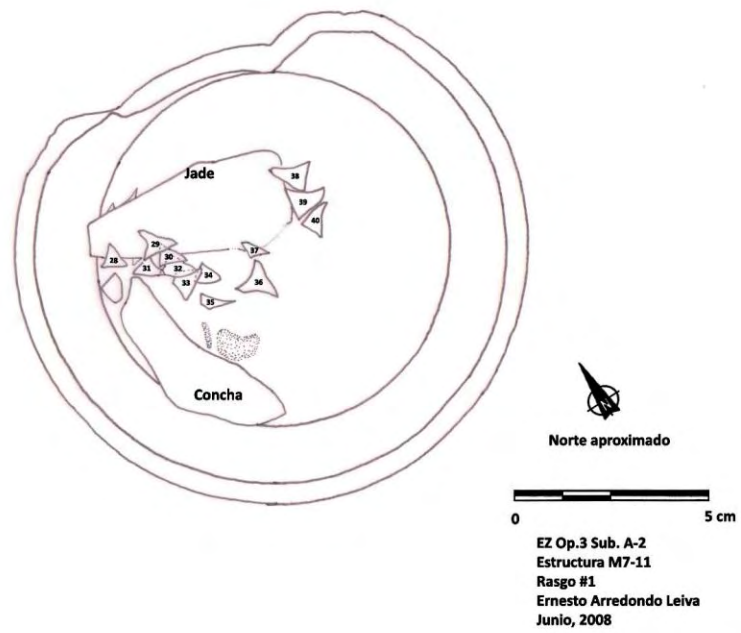 Jade
38
39
40
29
37
28
30
31
32
34
33
36
35
Concha
Norte aproximado
0 5 cm
EZ Op.3 Sub. A-2
Estructura M7-11
Rasgo #1
Ernesto Arredondo Leiva
Junio, 2008